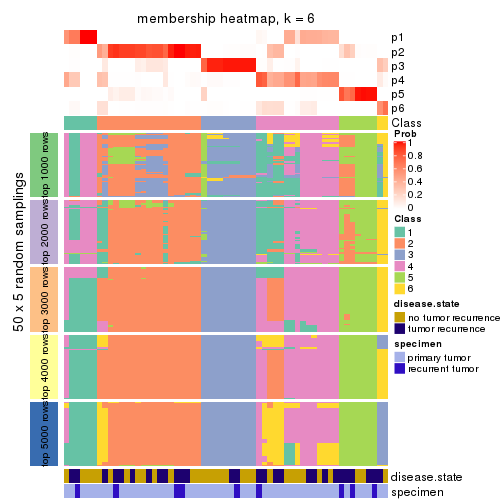 membership heatmap, k = 6
p1
p2
p3
p4
p5
p6
Class
50 x 5 random samplings
top 1000 rows
top 2000 rows
top 3000 rows
top 4000 rows
top 5000 rows
Prob
1
0.8
0.6
0.4
0.2
0
Class
1
2
3
4
5
6
disease.state
no tumor recurrence
tumor recurrence
specimen
primary tumor
recurrent tumor
disease.state
specimen